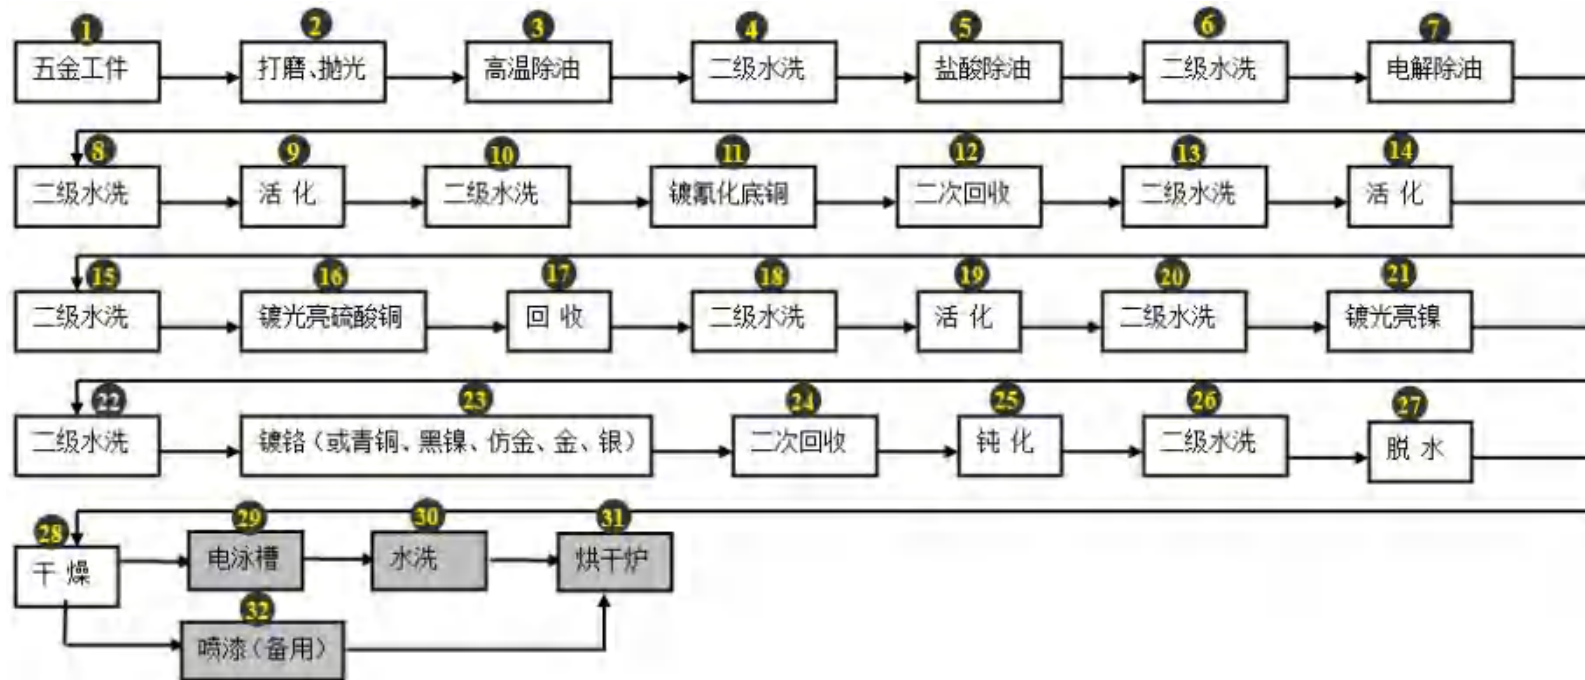 1 2 3 4 5 6 7
五金工件 打磨、抛光 高温除油 二级水洗 盐酸除油 二级水洗 电解除油
8 9 10 11 12 13 14
二级水洗 活 化 二级水洗 镀氰化底铜 二次回收 二级水洗 活 化
15 16 17 18 19 20 21
二级水洗 镀光亮硫酸铜 回 收 二级水洗 活 化 二级水洗 镀光亮镍
22 23 24 25 26 27
二级水洗 镀铬（或青铜、黑镍、仿金、金、银） 二次回收 钝 化 二级水洗 脱 水
28 29 30 31
干 燥 电泳槽 水洗 烘干炉
32
喷漆（备用）